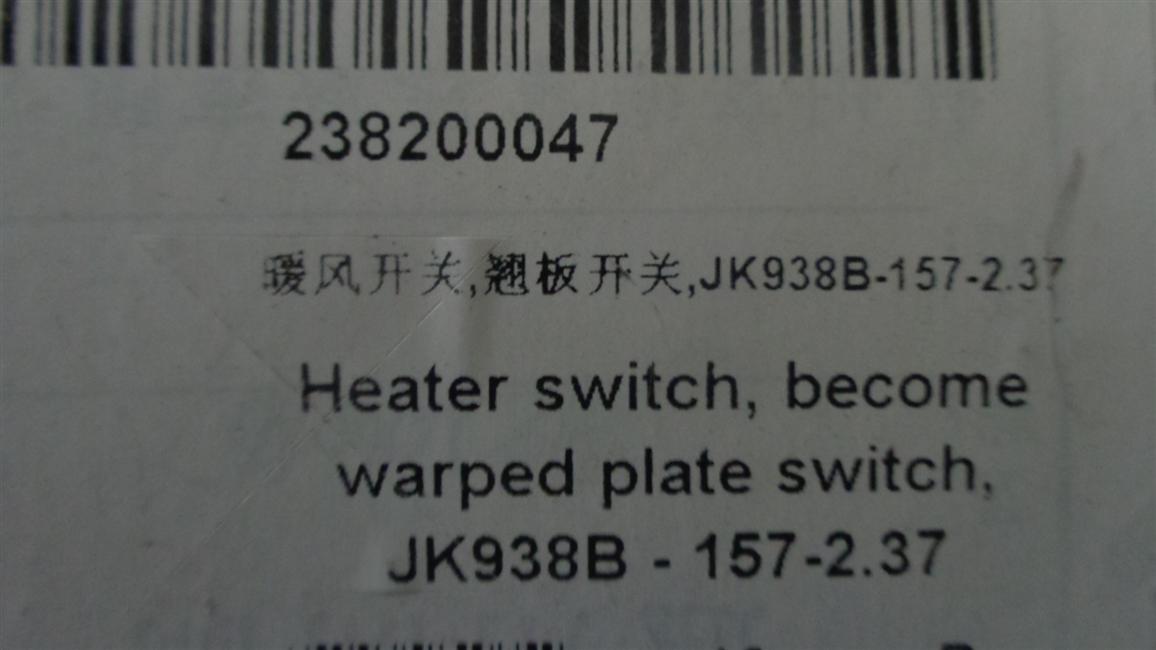 238200047
暖风开关,翘板开关,JK938B-157-2.37
Heater switch, become
warped plate switch,
JK938B - 157-2.37